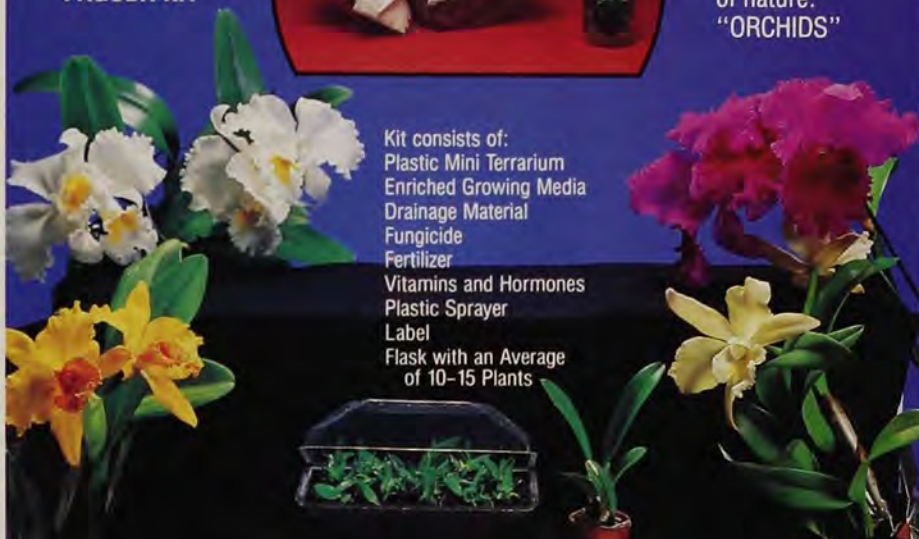 of nature:
“ORCHIDS”
Kit consists of:
Plastic Mini Terrarium
Enriched Growing Media
Drainage Material
Fungicide
Fertilizer
Vitamins and Hormones
Plastic Sprayer
Label
Flask with an Average
of 10–15 Plants